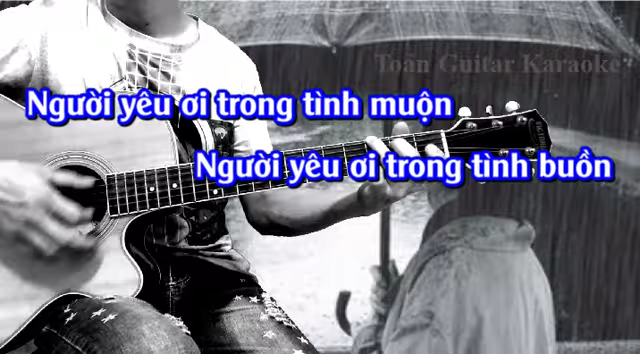 Toàn Guitar Karaoke
Người yêu ơi trong tình muộn
Người yêu ơi trong tình buồn